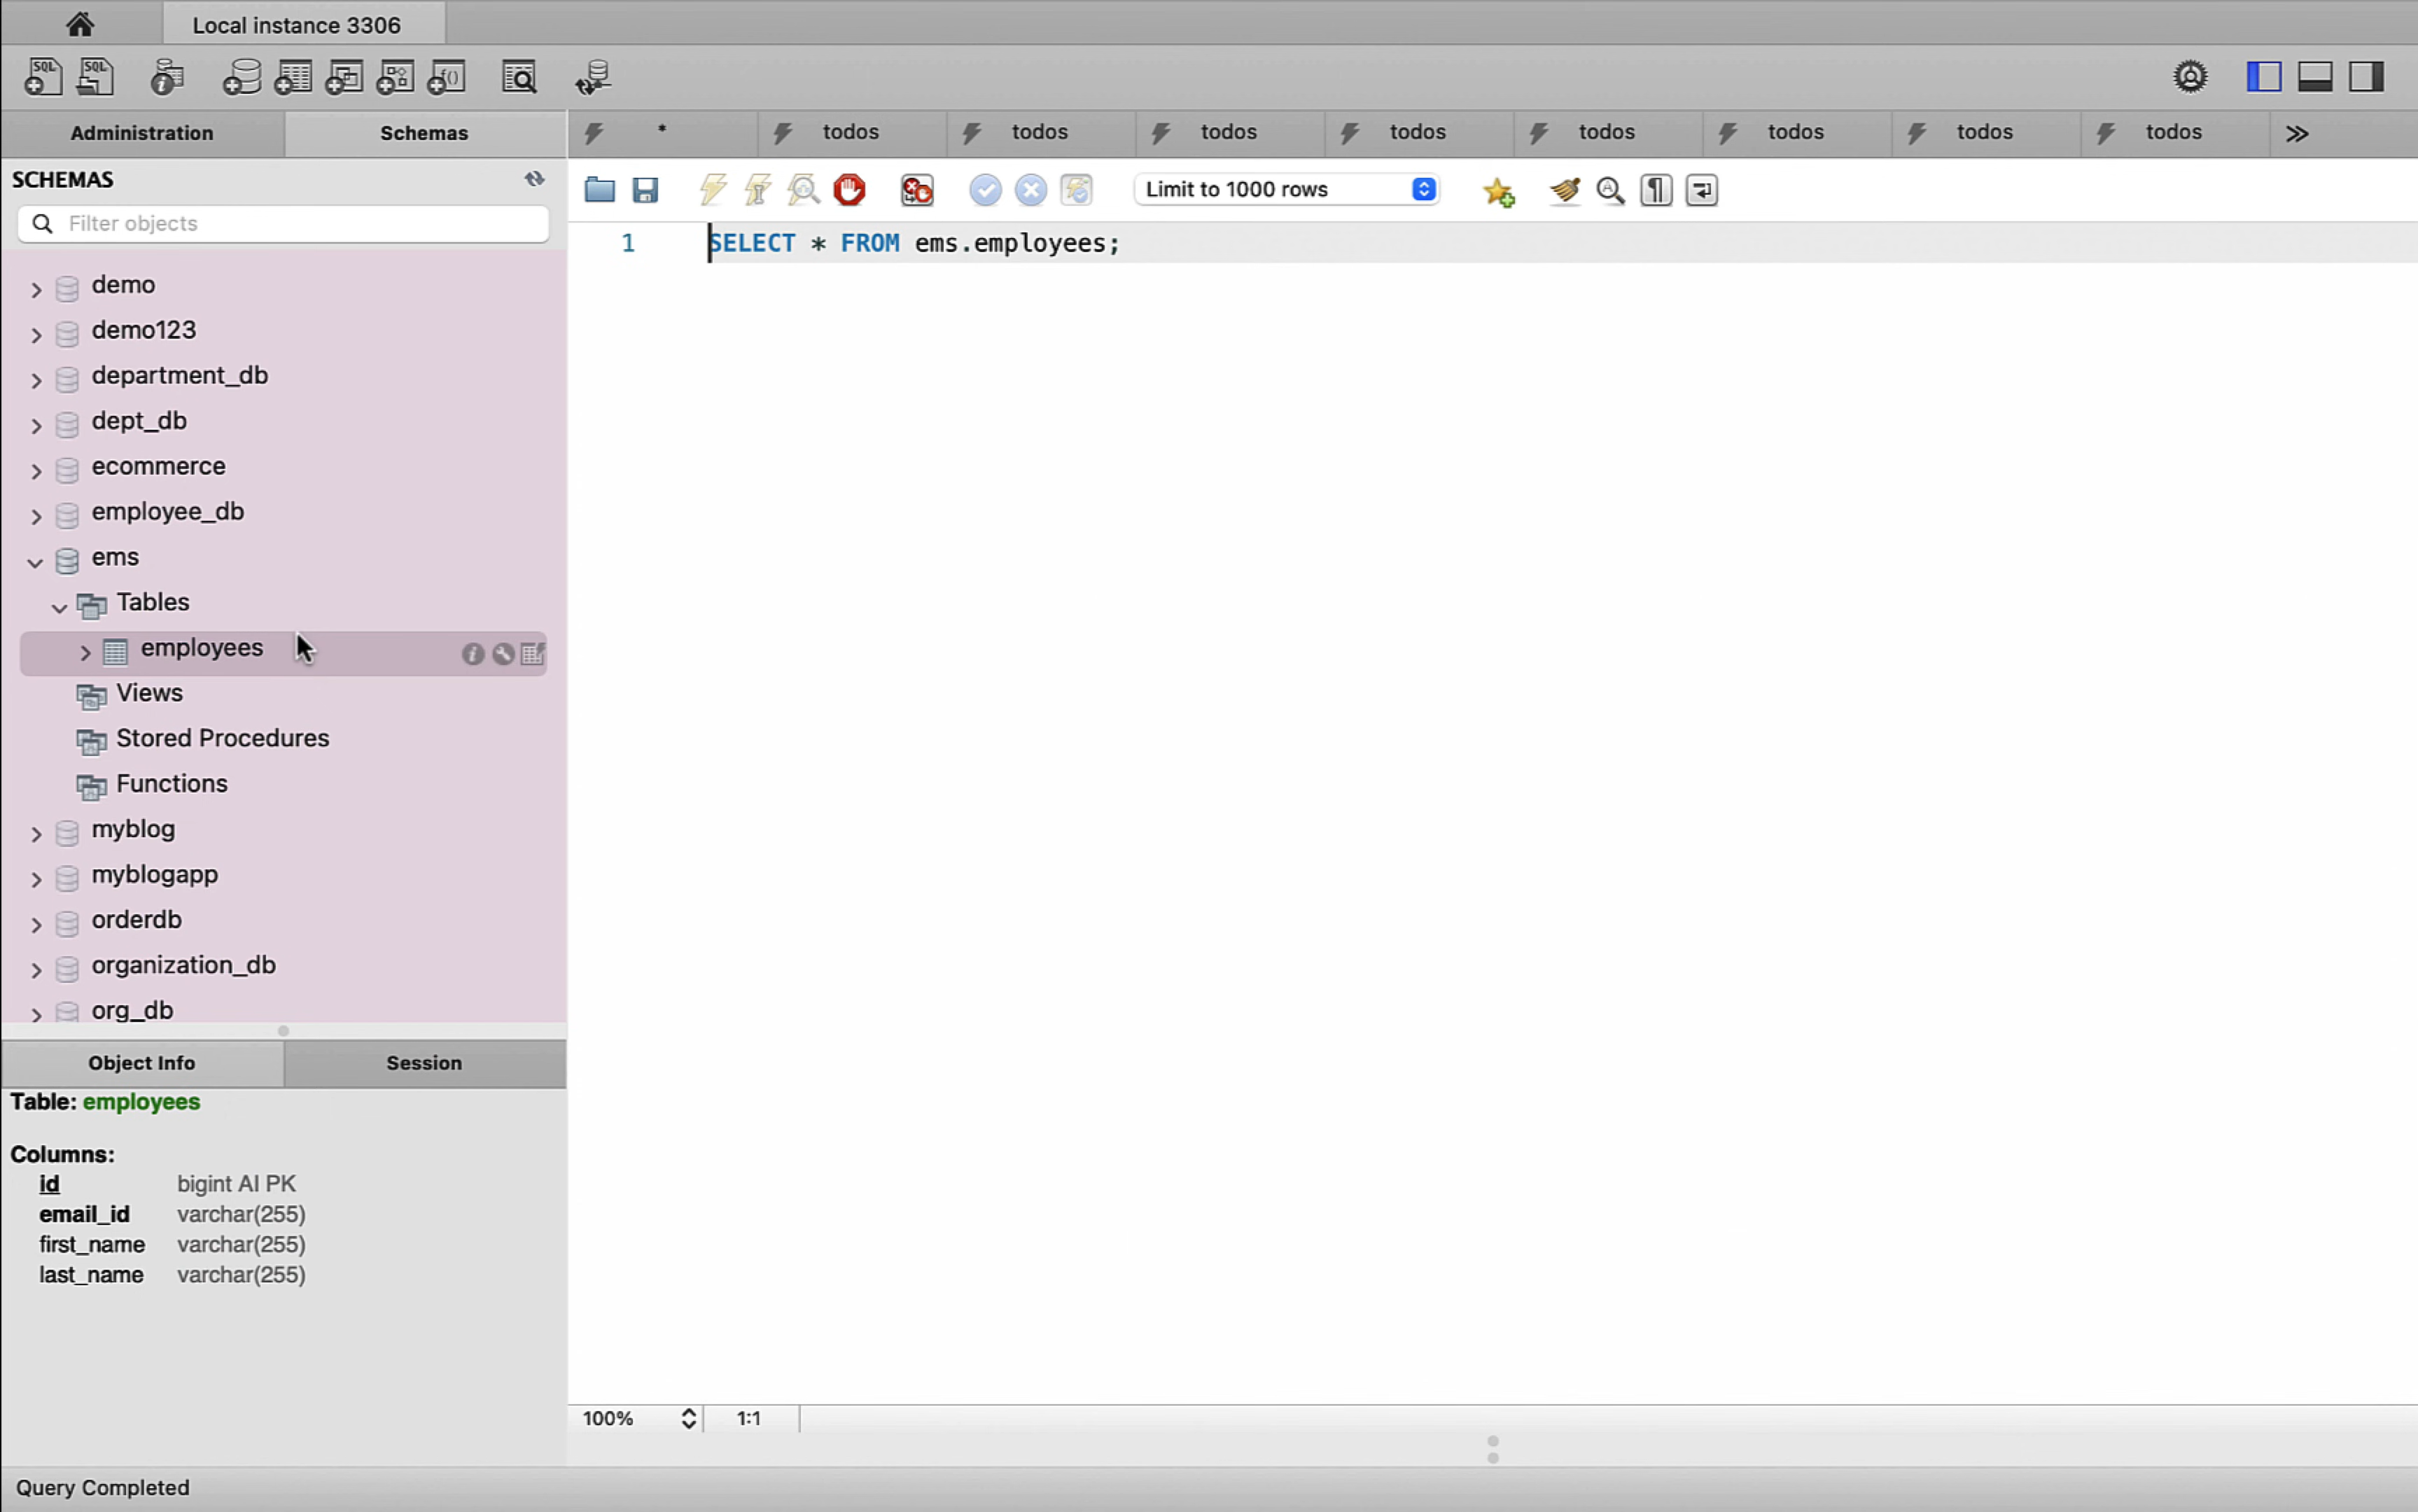 Local instance 3306
SQL SQL
Administration Schemas * todos todos todos todos todos todos todos todos
SCHEMAS
Filter objects
Limit to 1000 rows
1 SELECT * FROM ems.employees;
demo
demo123
department_db
dept_db
ecommerce
employee_db
ems
Tables
employees
Views
Stored Procedures
Functions
myblog
myblogapp
orderdb
organization_db
org_db
Object Info Session
Table: employees
Columns:
id bigint AI PK
email_id varchar(255)
first_name varchar(255)
last_name varchar(255)
100% 1:1
Query Completed